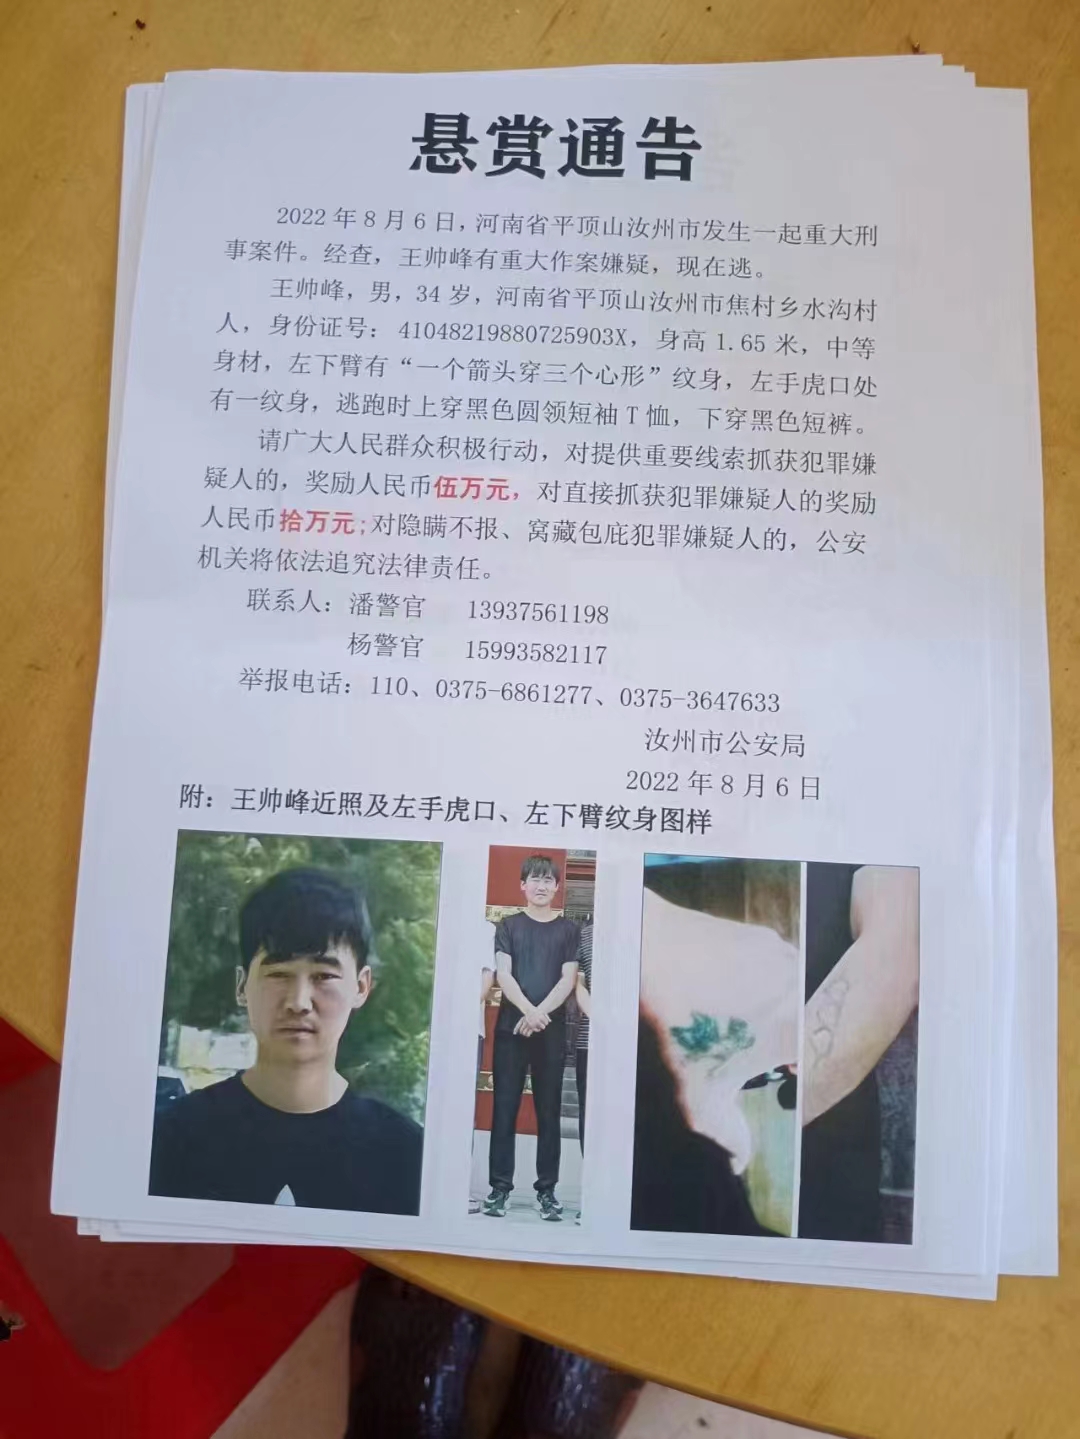 悬赏通告
2022年8月6日,河南省平顶山汝州市发生一起重大刑
事案件。经查，王帅峰有重大作案嫌疑，现在逃。
王帅峰，男，34岁，河南省平顶山汝州市焦村乡水沟村
人，身份证号：41048219880725903X，身高1.65米，中等
身材，左下臂有“一个箭头穿三个心形”纹身，左手虎口处
有一纹身，逃跑时上穿黑色圆领短袖T恤，下穿黑色短裤。
请广大人民群众积极行动，对提供重要线索抓获犯罪嫌
疑人的，奖励人民币伍万元，对直接抓获犯罪嫌疑人的奖励
人民币拾万元;对隐瞒不报、窝藏包庇犯罪嫌疑人的，公安
机关将依法追究法律责任。
联系人：潘警官 13937561198
杨警官 15993582117
举报电话：110、0375-6861277、0375-3647633
汝州市公安局
2022年8月6日
附：王帅峰近照及左手虎口、左下臂纹身图样